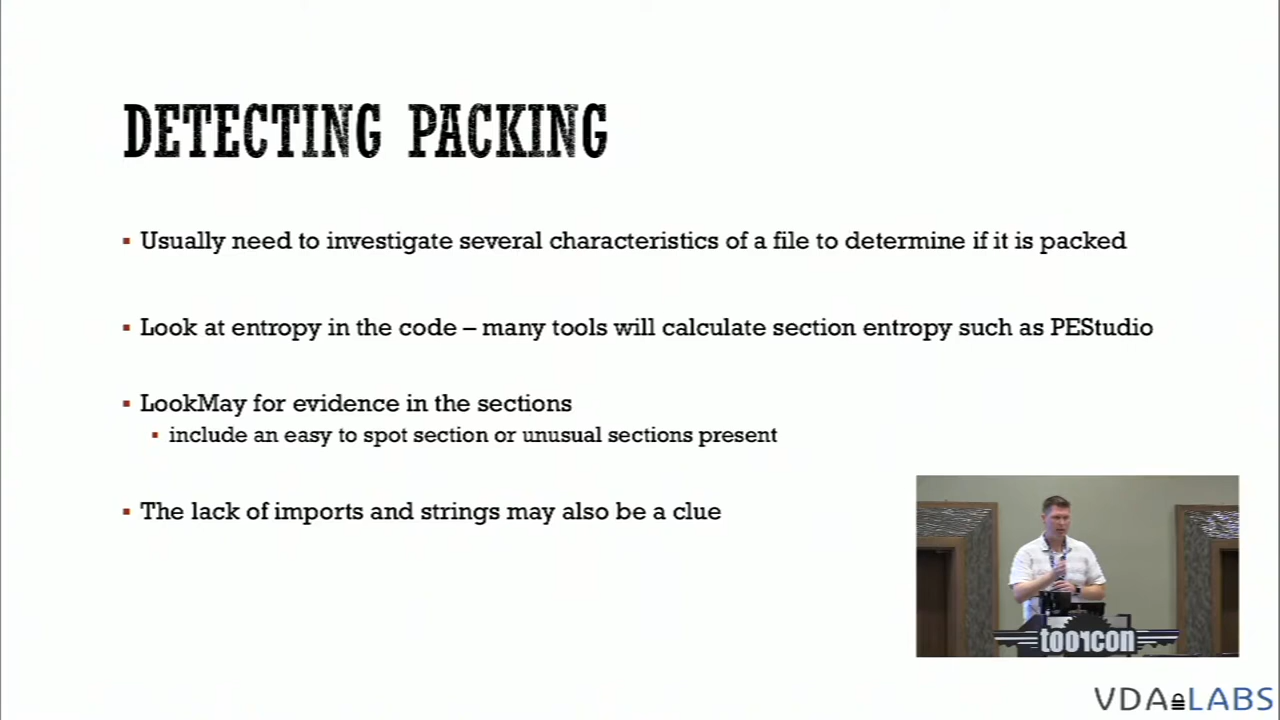 DETECTING PACKING
▪ Usually need to investigate several characteristics of a file to determine if it is packed
▪ Look at entropy in the code – many tools will calculate section entropy such as PEStudio
▪ LookMay for evidence in the sections
▪ include an easy to spot section or unusual sections present
▪ The lack of imports and strings may also be a clue
toorcon
VDA LABS